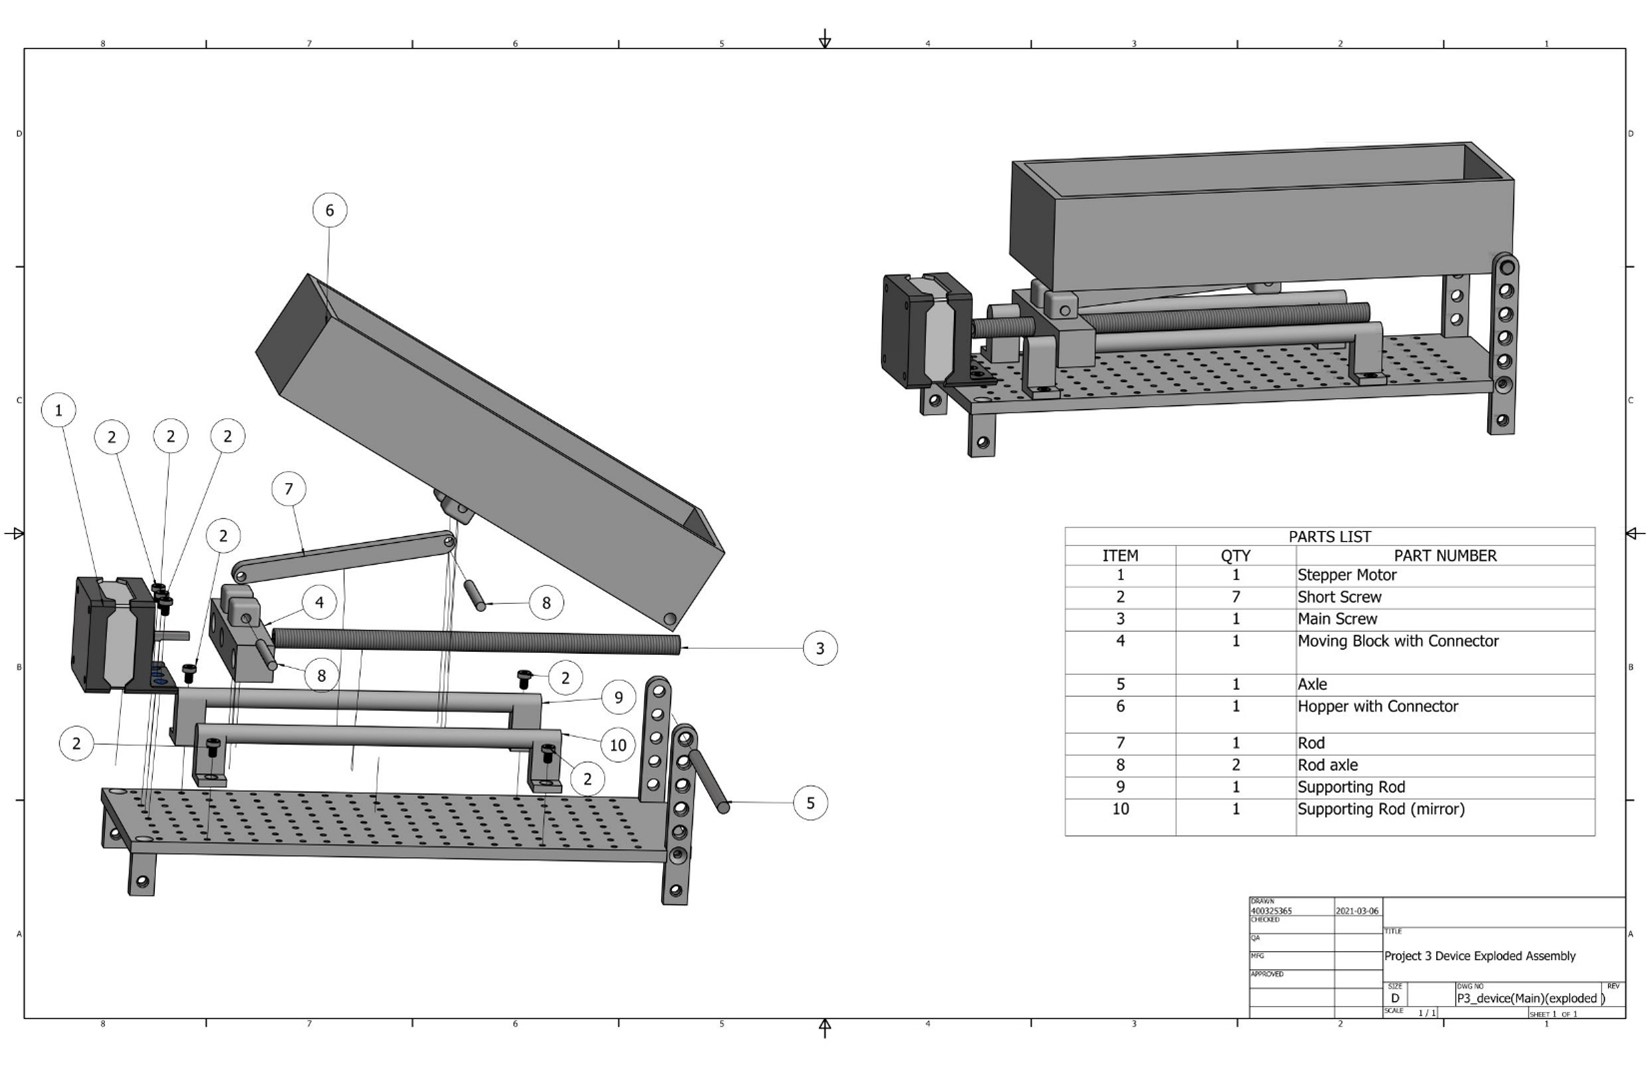 8 7 6 5 4 3 2 1
D D
6
1
2 2 2
C C
7
2
4
8
3
B B
8
2
9
2
10
2
5
PARTS LIST
ITEM QTY PART NUMBER
1 1 Stepper Motor
2 7 Short Screw
3 1 Main Screw
4 1 Moving Block with Connector
5 1 Axle
6 1 Hopper with Connector
7 1 Rod
8 2 Rod axle
9 1 Supporting Rod
10 1 Supporting Rod (mirror)
A A
DRAWN
400325365 2021-03-06
CHECKED
QA
MFG
APPROVED
TITLE
Project 3 Device Exploded Assembly
SIZE
D
DWG NO
P3_device(Main)(exploded )
REV
SCALE
1 / 1
SHEET 1 OF 1
8 7 6 5 4 3 2 1